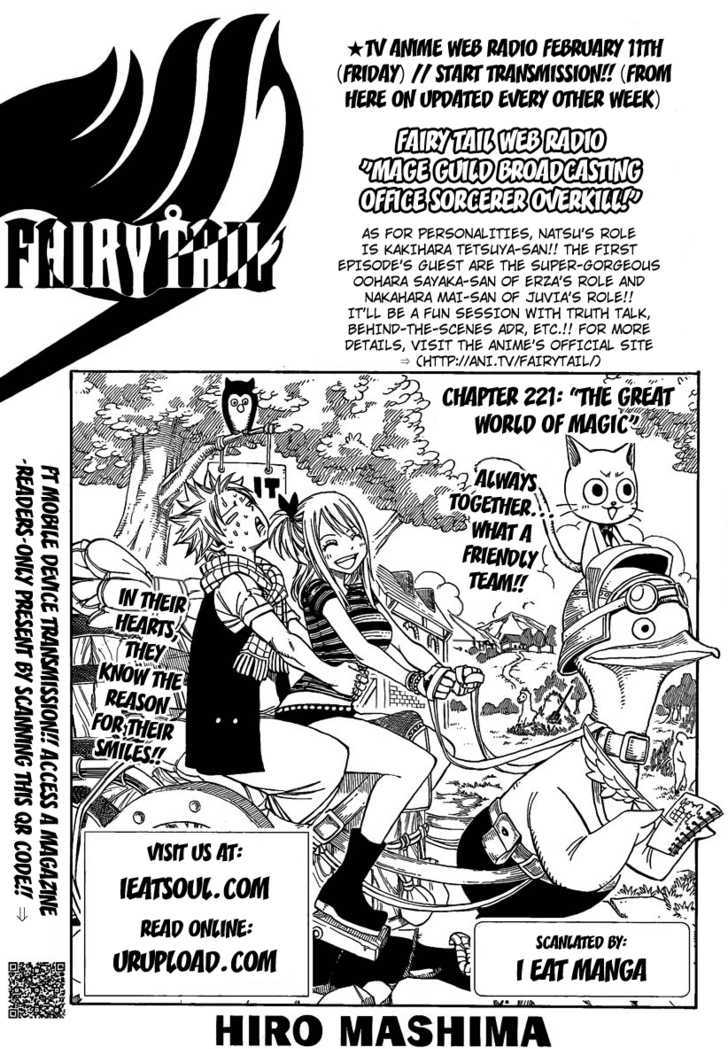 ★TV ANIME WEB RADIO FEBRUARY 11TH
(FRIDAY) // START TRANSMISSION!! (FROM
HERE ON UPDATED EVERY OTHER WEEK)
FAIRY TAIL WEB RADIO
"MAGE GUILD BROADCASTING
OFFICE SORCERER OVERKILL!"
FAIRY TAIL
AS FOR PERSONALITIES, NATSU'S ROLE
IS KAKIHARA TETSUYA-SAN!! THE FIRST
EPISODE'S GUEST ARE THE SUPER-GORGEOUS
OOHARA SAYAKA-SAN OF ERZA'S ROLE AND
NAKAHARA MAI-SAN OF JUVIA'S ROLE!!
IT'LL BE A FUN SESSION WITH TRUTH TALK,
BEHIND-THE-SCENES ADR, ETC.!! FOR MORE
DETAILS, VISIT THE ANIME'S OFFICIAL SITE
⇒ (HTTP://ANI.TV/FAIRYTAIL/)
CHAPTER 221: "THE GREAT
WORLD OF MAGIC"
IT
ALWAYS
TOGETHER...
WHAT A
FRIENDLY
TEAM!!
IN THEIR
HEARTS,
THEY
KNOW THE
REASON
FOR THEIR
SMILES!!
FT MOBILE DEVICE TRANSMISSION!! ACCESS A MAGAZINE
-READERS-ONLY PRESENT BY SCANNING THIS QR CODE!! ⇒
VISIT US AT:
IEATSOUL.COM
READ ONLINE:
URUPLOAD.COM
SCANLATED BY:
I EAT MANGA
HIRO MASHIMA